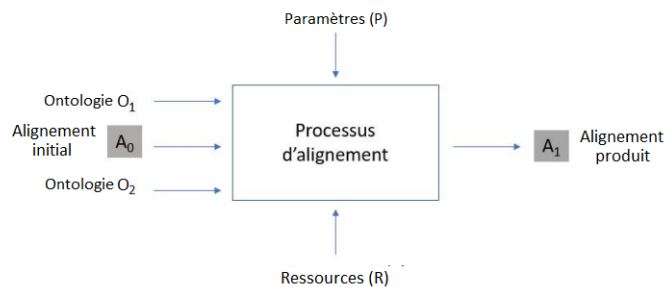 Paramètres (P)
Ontologie O₁
Alignement
initial
A₀
Ontologie O₂
Processus
d'alignement
A₁
Alignement
produit
Ressources (R)